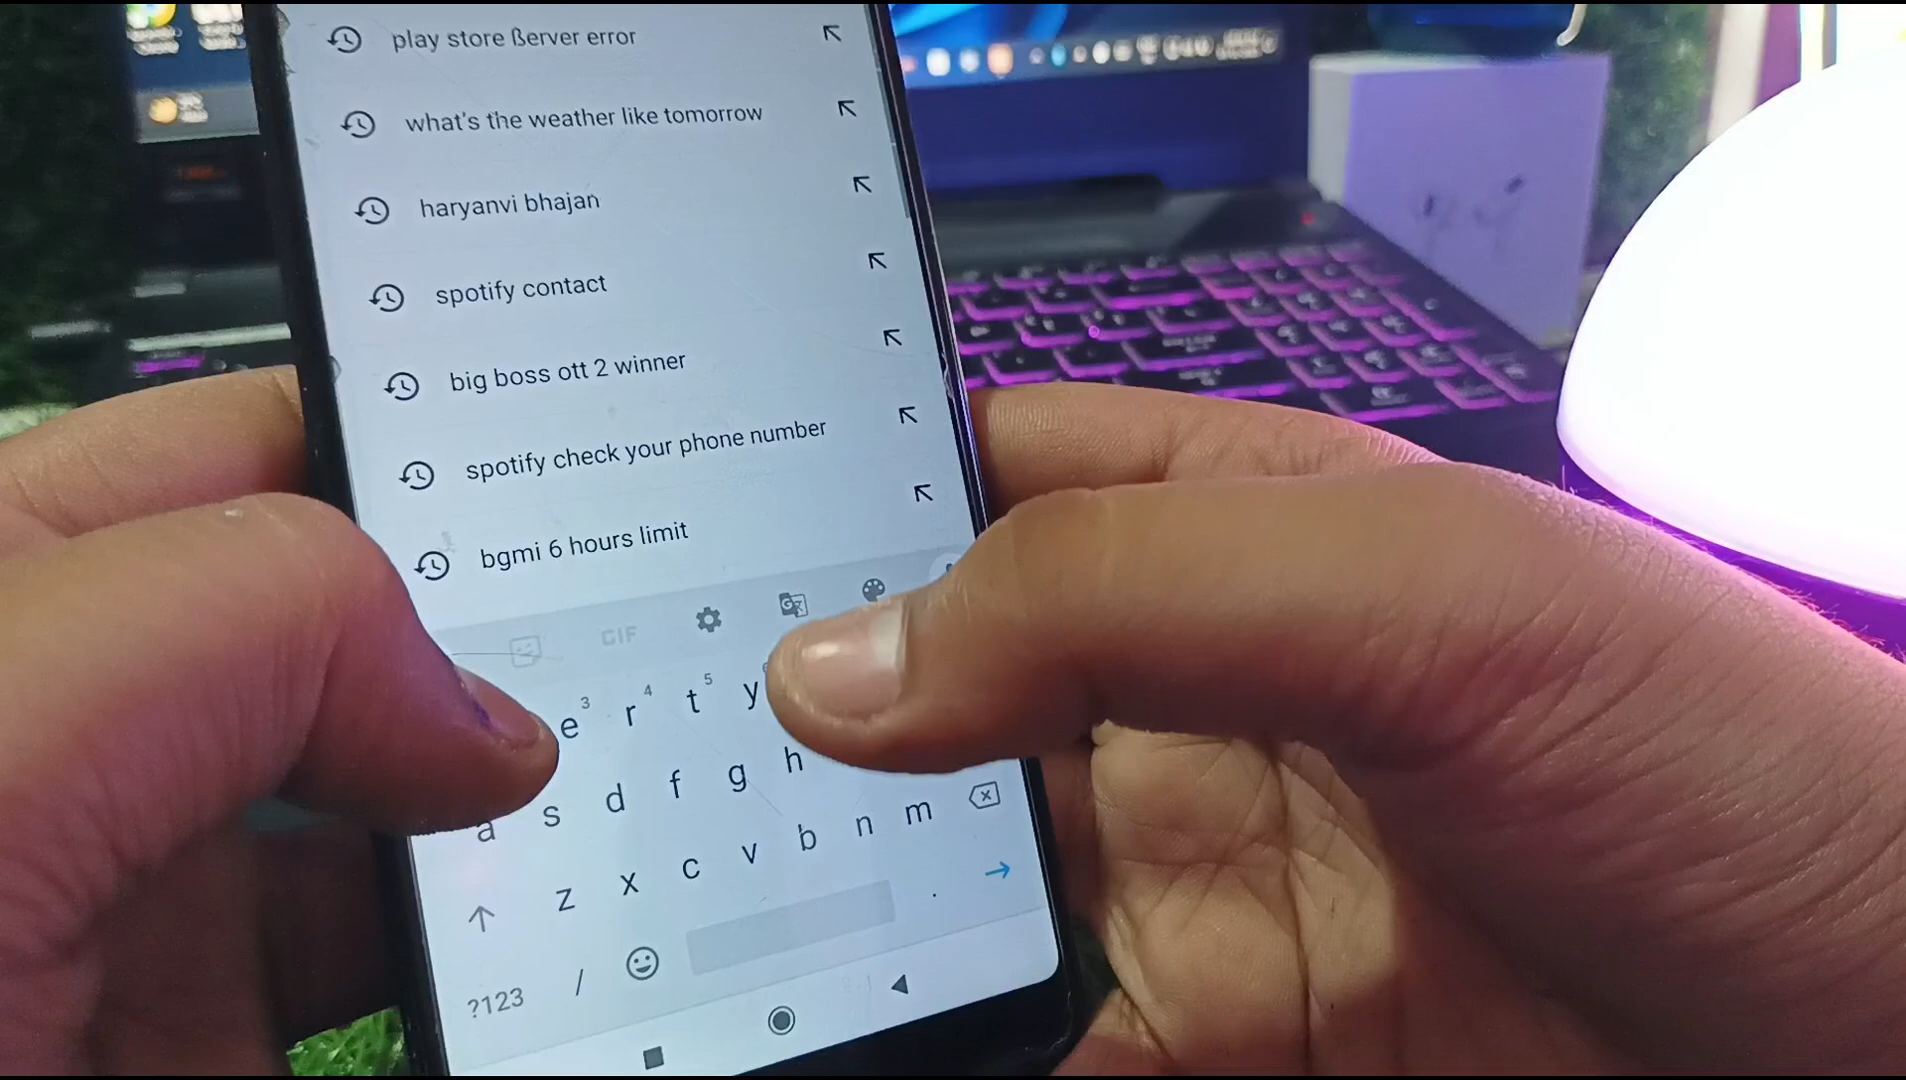 play store ßerver error
what's the weather like tomorrow
haryanvi bhajan
spotify contact
big boss ott 2 winner
spotify check your phone number
bgmi 6 hours limit
GIF
e 3 r 4 t 5 y
a s d f g h
z x c v b n m
?123 / .